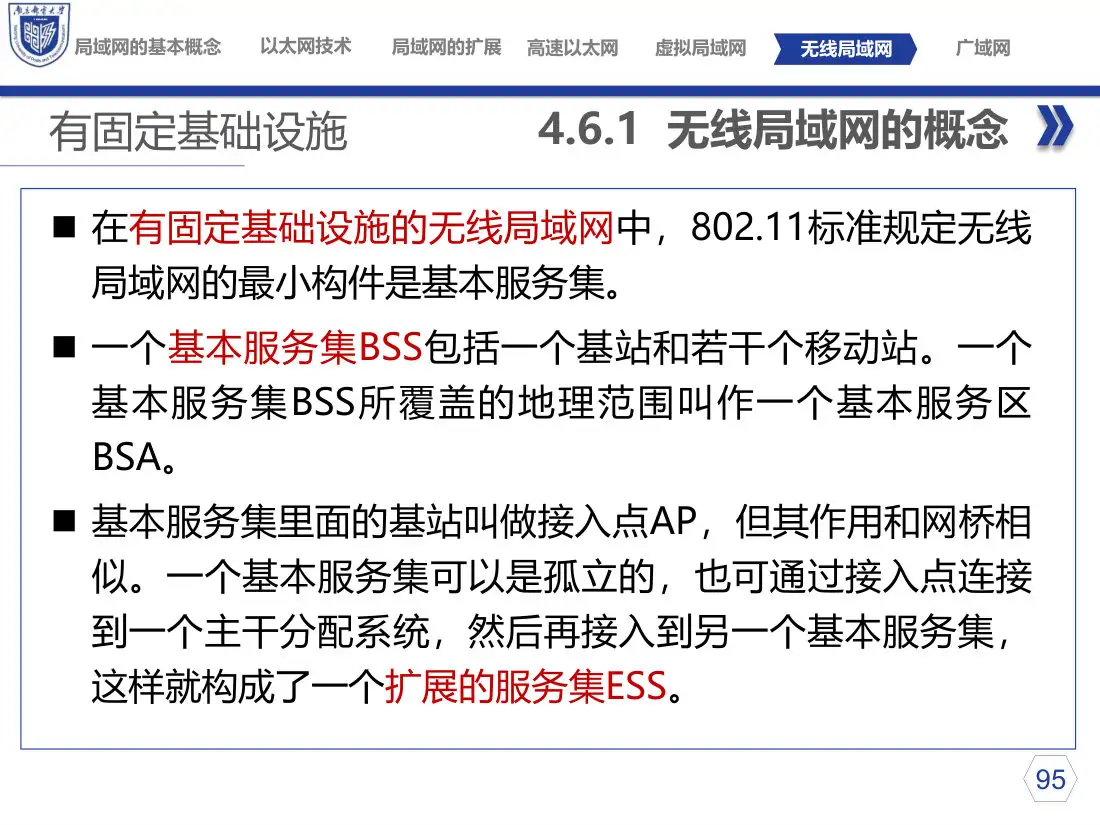 南京邮电大学
局域网的基本概念 以太网技术 局域网的扩展 高速以太网 虚拟局域网 无线局域网 广域网
有固定基础设施
4.6.1 无线局域网的概念
■ 在有固定基础设施的无线局域网中，802.11标准规定无线
局域网的最小构件是基本服务集。
■ 一个基本服务集BSS包括一个基站和若干个移动站。一个
基本服务集BSS所覆盖的地理范围叫作一个基本服务区
BSA。
■ 基本服务集里面的基站叫做接入点AP，但其作用和网桥相
似。一个基本服务集可以是孤立的，也可通过接入点连接
到一个主干分配系统，然后再接入到另一个基本服务集，
这样就构成了一个扩展的服务集ESS。
95